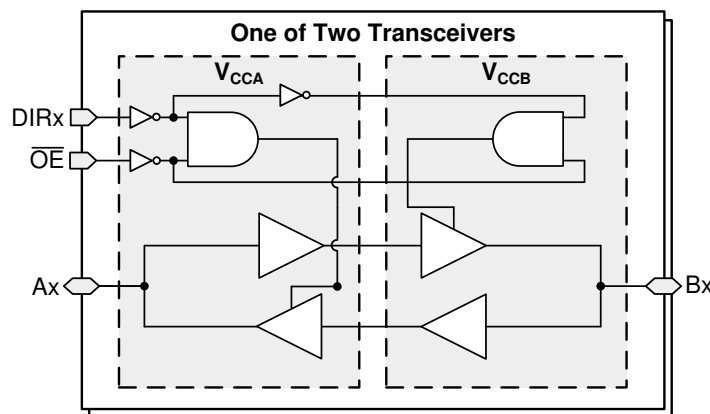 One of Two Transceivers
VCCA
VCCB
DIRx
OE
Ax
Bx